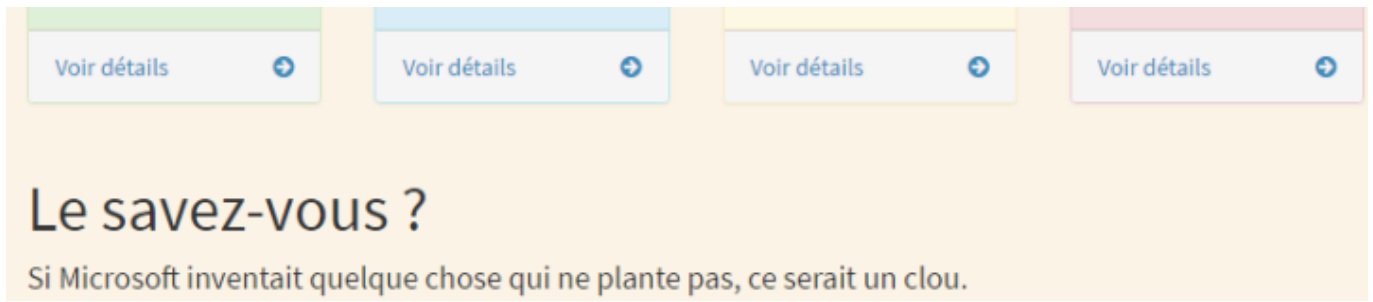 Voir détails Voir détails Voir détails Voir détails
Le savez-vous ?
Si Microsoft inventait quelque chose qui ne plante pas, ce serait un clou.